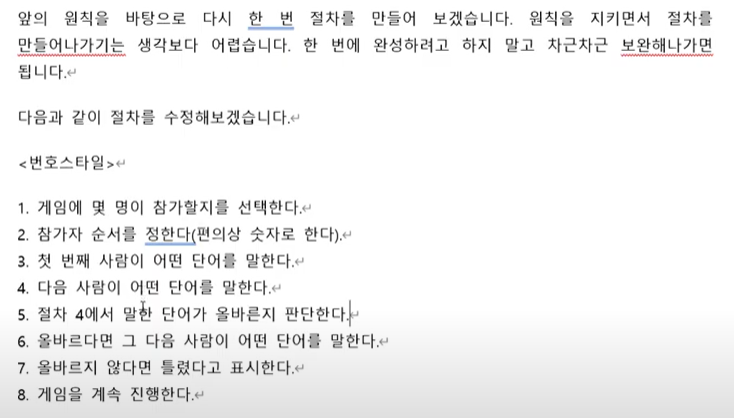 앞의 원칙을 바탕으로 다시 한 번 절차를 만들어 보겠습니다. 원칙을 지키면서 절차를
만들어나가기는 생각보다 어렵습니다. 한 번에 완성하려고 하지 말고 차근차근 보완해나가면
됩니다.
다음과 같이 절차를 수정해보겠습니다.
<번호스타일>
1. 게임에 몇 명이 참가할지를 선택한다.
2. 참가자 순서를 정한다(편의상 숫자로 한다).
3. 첫 번째 사람이 어떤 단어를 말한다.
4. 다음 사람이 어떤 단어를 말한다.
5. 절차 4에서 말한 단어가 올바른지 판단한다.
6. 올바르다면 그 다음 사람이 어떤 단어를 말한다.
7. 올바르지 않다면 틀렸다고 표시한다.
8. 게임을 계속 진행한다.